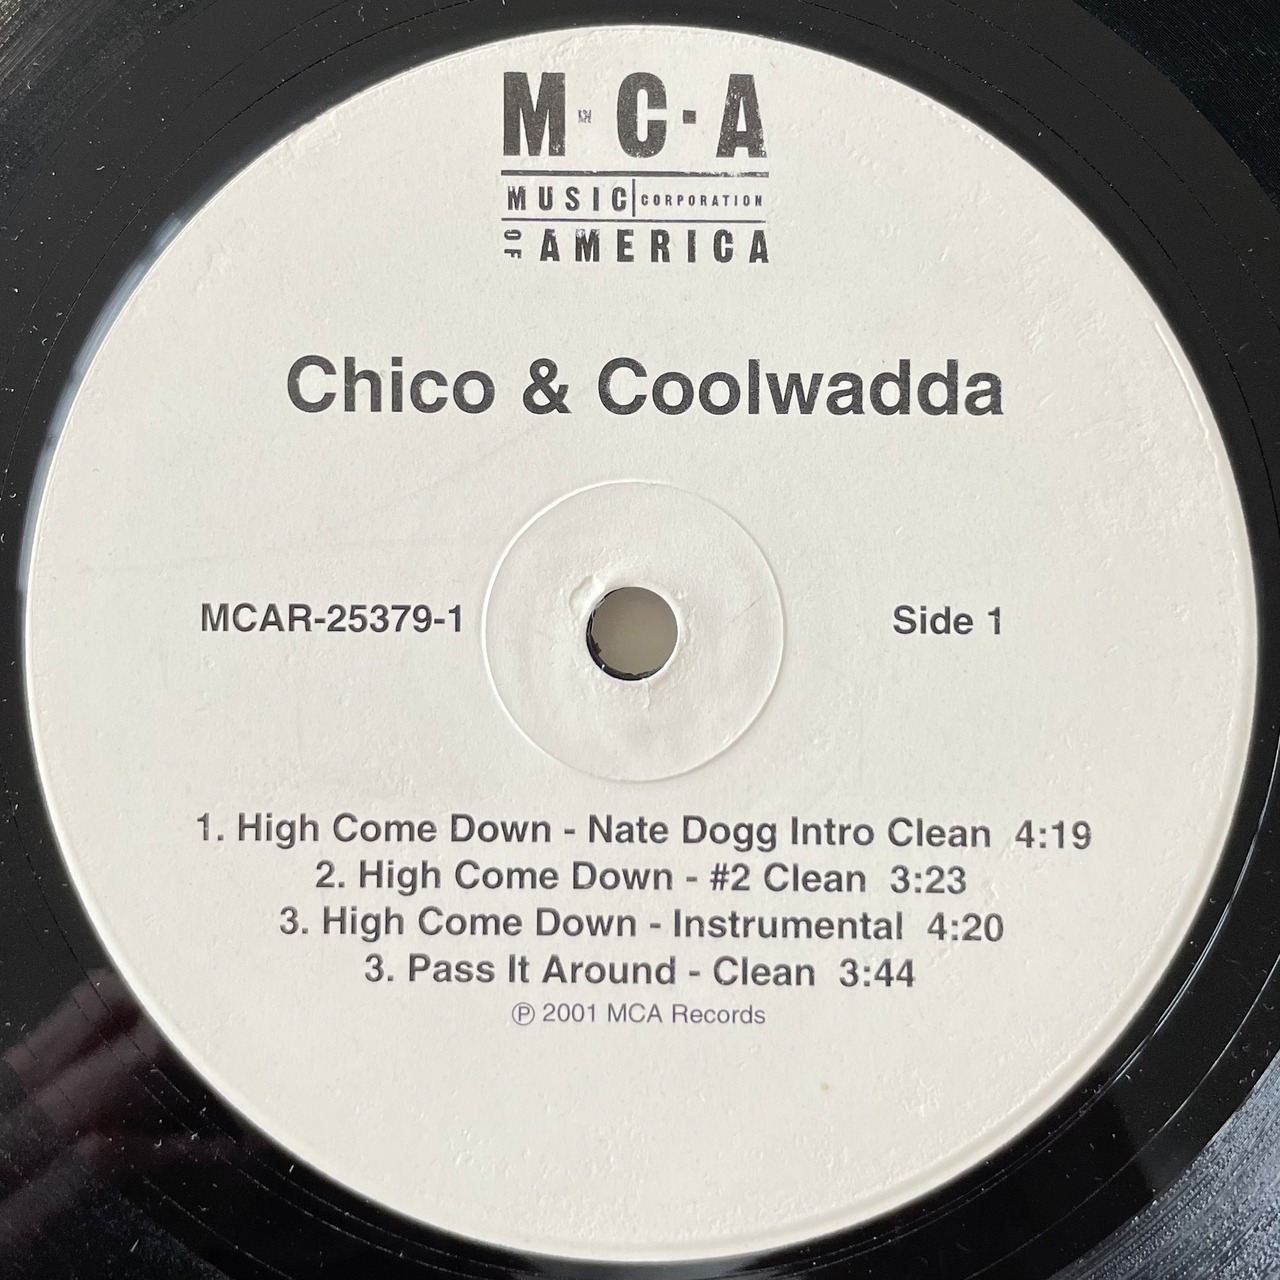 M·C·A
MUSIC CORPORATION
OF AMERICA
Chico & Coolwadda
MCAR-25379-1
Side 1
1. High Come Down - Nate Dogg Intro Clean 4:19
2. High Come Down - #2 Clean 3:23
3. High Come Down - Instrumental 4:20
3. Pass It Around - Clean 3:44
℗ 2001 MCA Records